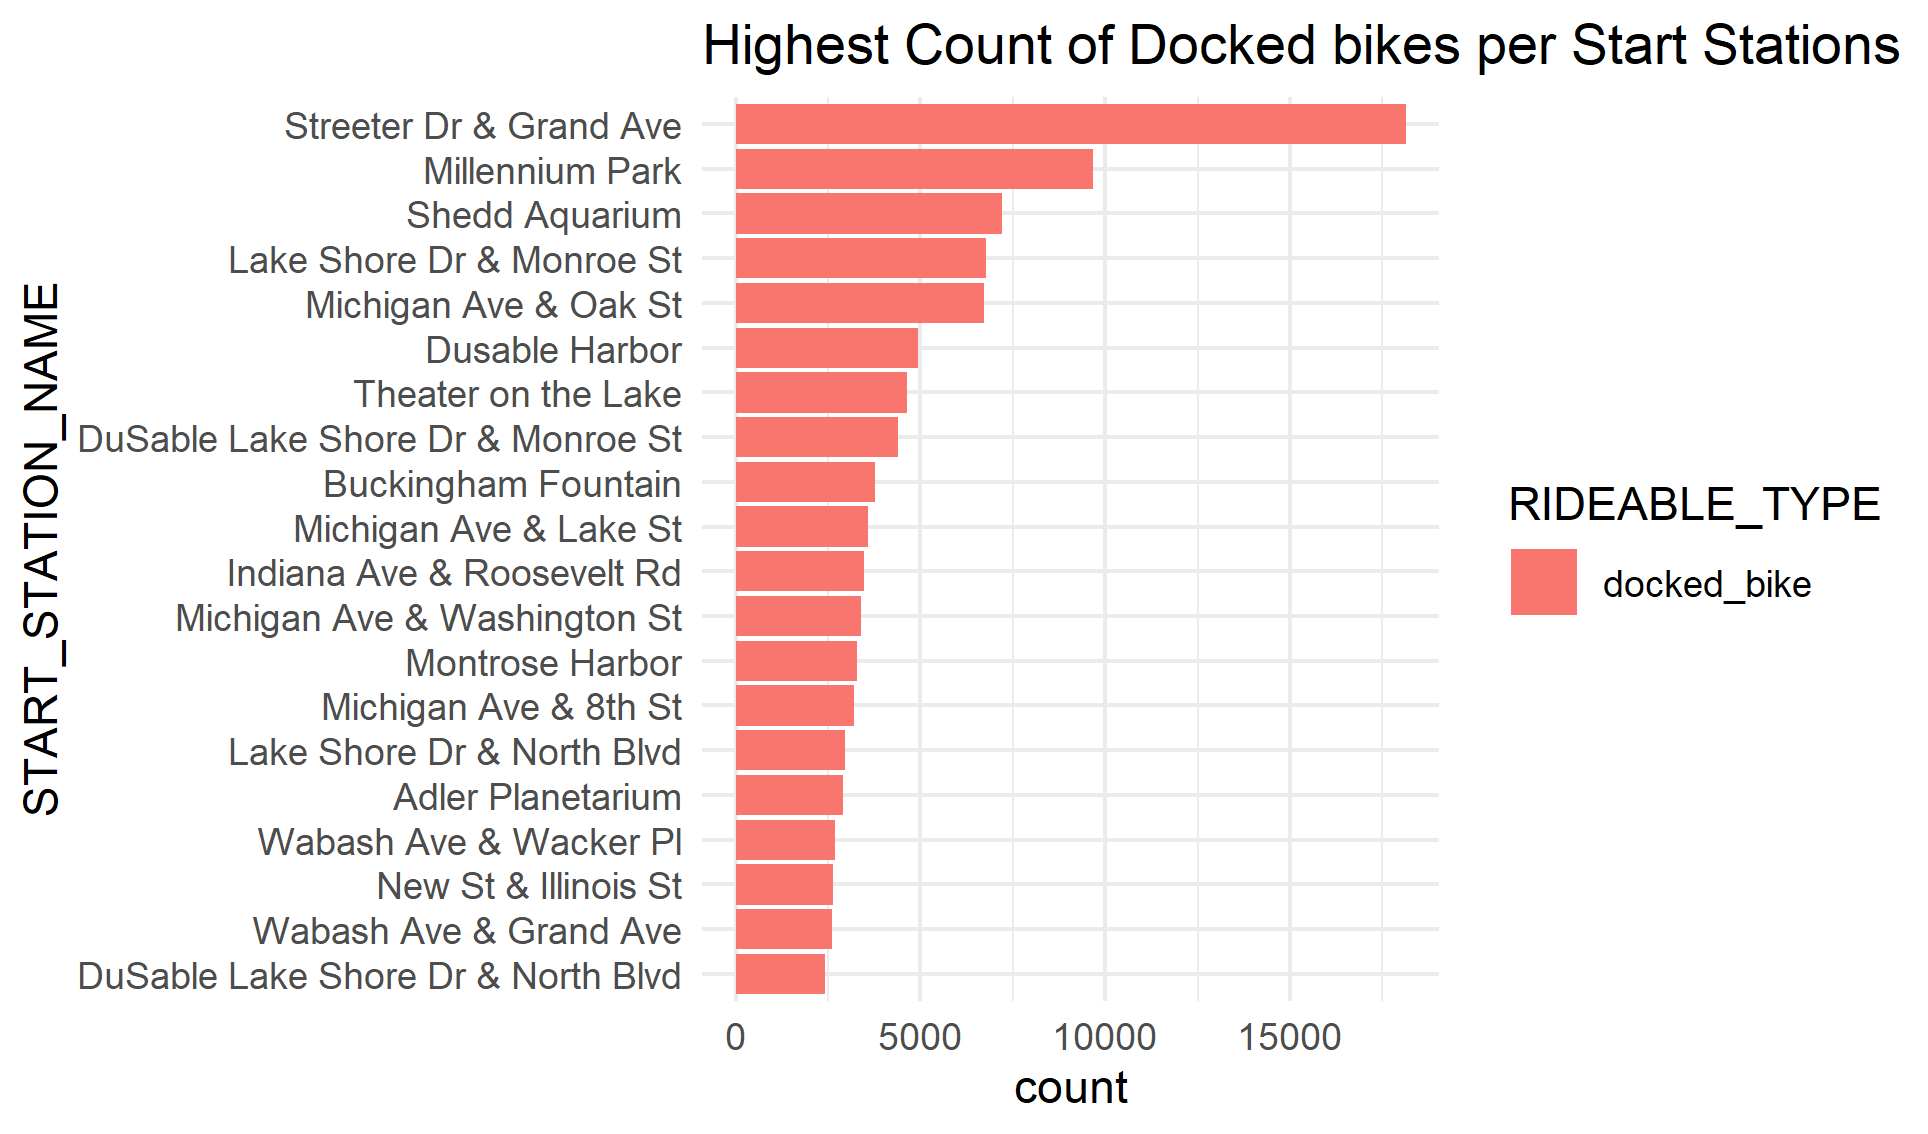 Highest Count of Docked bikes per Start Stations
START_STATION_NAME
Streeter Dr & Grand Ave
Millennium Park
Shedd Aquarium
Lake Shore Dr & Monroe St
Michigan Ave & Oak St
Dusable Harbor
Theater on the Lake
DuSable Lake Shore Dr & Monroe St
Buckingham Fountain
Michigan Ave & Lake St
Indiana Ave & Roosevelt Rd
Michigan Ave & Washington St
Montrose Harbor
Michigan Ave & 8th St
Lake Shore Dr & North Blvd
Adler Planetarium
Wabash Ave & Wacker Pl
New St & Illinois St
Wabash Ave & Grand Ave
DuSable Lake Shore Dr & North Blvd
0 5000 10000 15000
count
RIDEABLE_TYPE
docked_bike